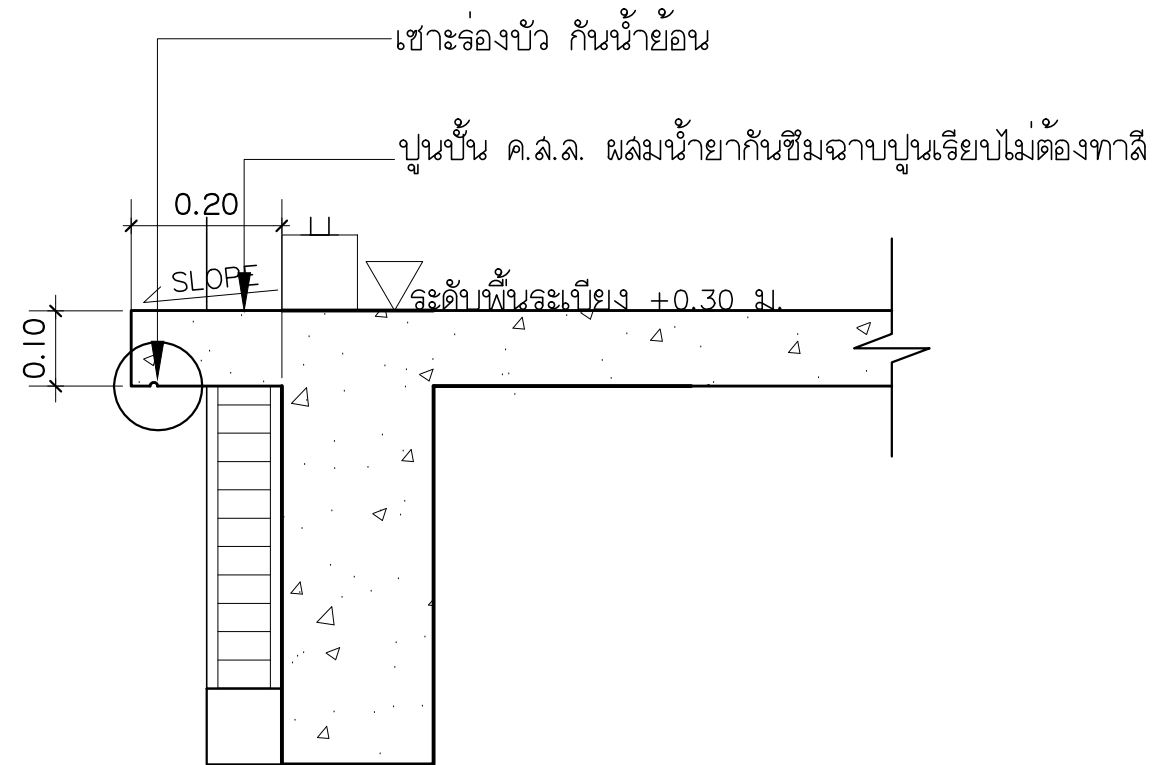 เซาะร่องบัว กันน้ำย้อน
ปูนปั้น ค.ส.ล. ผสมน้ำยากันซึมฉาบปูนเรียบไม่ต้องทาสี
0.20
SLOPE
ระดับพื้นระเบียง +0.30 ม.
0.10